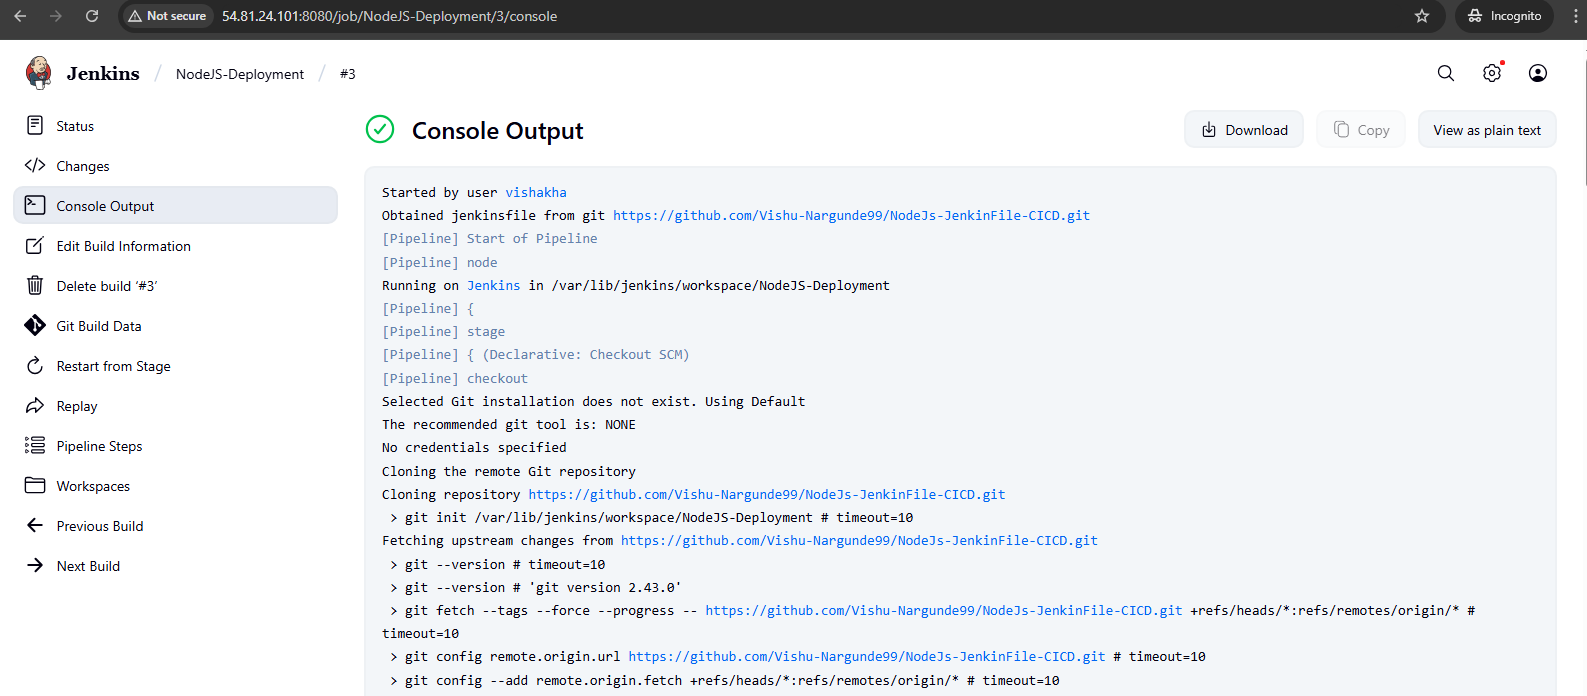 Not secure
54.81.24.101:8080/job/NodeJS-Deployment/3/console
Incognito
Jenkins / NodeJS-Deployment / #3
Status
Changes
Console Output
Edit Build Information
Delete build ‘#3’
Git Build Data
Restart from Stage
Replay
Pipeline Steps
Workspaces
Previous Build
Next Build
Console Output
Download
Copy
View as plain text
Started by user vishakha
Obtained jenkinsfile from git https://github.com/Vishu-Nargunde99/NodeJs-JenkinFile-CICD.git
[Pipeline] Start of Pipeline
[Pipeline] node
Running on Jenkins in /var/lib/jenkins/workspace/NodeJS-Deployment
[Pipeline] {
[Pipeline] stage
[Pipeline] { (Declarative: Checkout SCM)
[Pipeline] checkout
Selected Git installation does not exist. Using Default
The recommended git tool is: NONE
No credentials specified
Cloning the remote Git repository
Cloning repository https://github.com/Vishu-Nargunde99/NodeJs-JenkinFile-CICD.git
> git init /var/lib/jenkins/workspace/NodeJS-Deployment # timeout=10
Fetching upstream changes from https://github.com/Vishu-Nargunde99/NodeJs-JenkinFile-CICD.git
> git --version # timeout=10
> git --version # 'git version 2.43.0'
> git fetch --tags --force --progress -- https://github.com/Vishu-Nargunde99/NodeJs-JenkinFile-CICD.git +refs/heads/*:refs/remotes/origin/* #
timeout=10
> git config remote.origin.url https://github.com/Vishu-Nargunde99/NodeJs-JenkinFile-CICD.git # timeout=10
> git config --add remote.origin.fetch +refs/heads/*:refs/remotes/origin/* # timeout=10